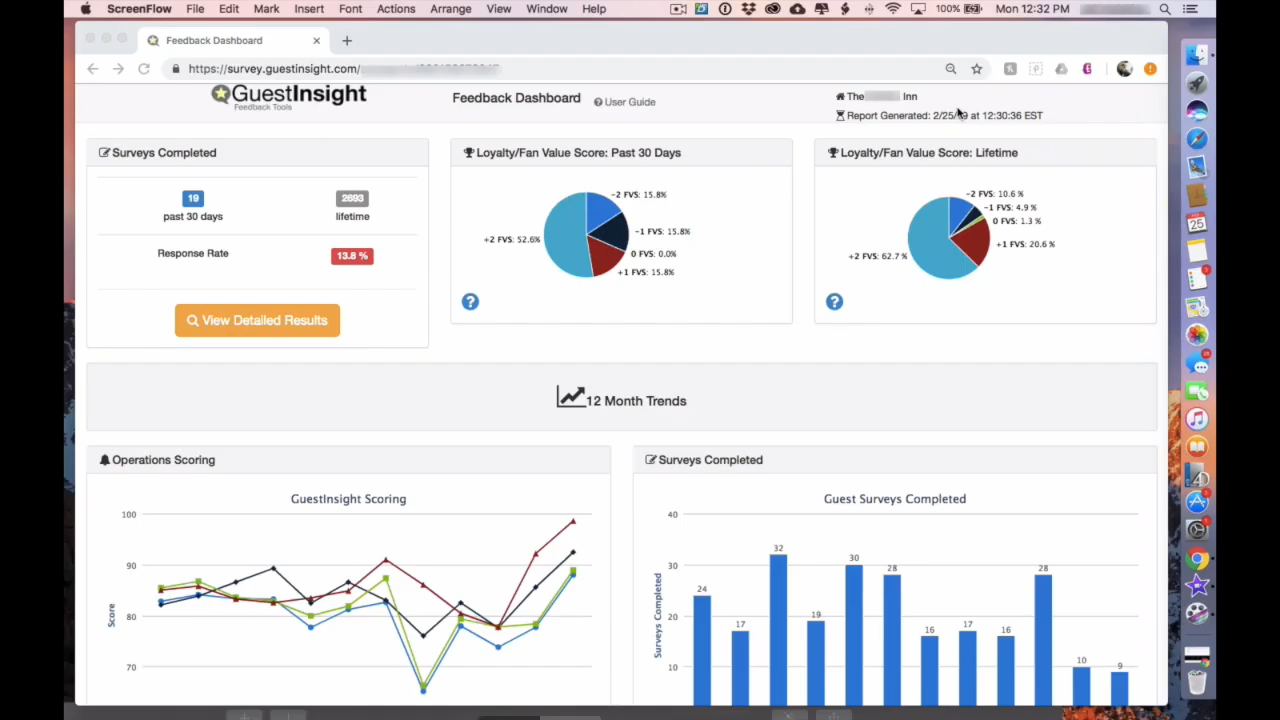 ScreenFlow File Edit Mark Insert Font Actions Arrange View Window Help 100% Mon 12:32 PM
Feedback Dashboard
https://survey.guestinsight.com/
GuestInsight
Feedback Tools
Feedback Dashboard
User Guide
The Inn
Report Generated: 2/25/ 9 at 12:30:36 EST
Surveys Completed
19
2693
past 30 days
lifetime
Response Rate
13.8 %
View Detailed Results
Loyalty/Fan Value Score: Past 30 Days
-2 FVS: 15.8%
-1 FVS: 15.8%
0 FVS: 0.0%
+1 FVS: 15.8%
+2 FVS: 52.6%
?
Loyalty/Fan Value Score: Lifetime
-2 FVS: 10.6 %
-1 FVS: 4.9 %
0 FVS: 1.3 %
+1 FVS: 20.6 %
+2 FVS: 62.7 %
?
12 Month Trends
Operations Scoring
GuestInsight Scoring
100
90
80
70
Score
Surveys Completed
Guest Surveys Completed
40
30
20
10
Surveys Completed
24
17
32
19
30
28
16
17
16
28
10
9
25